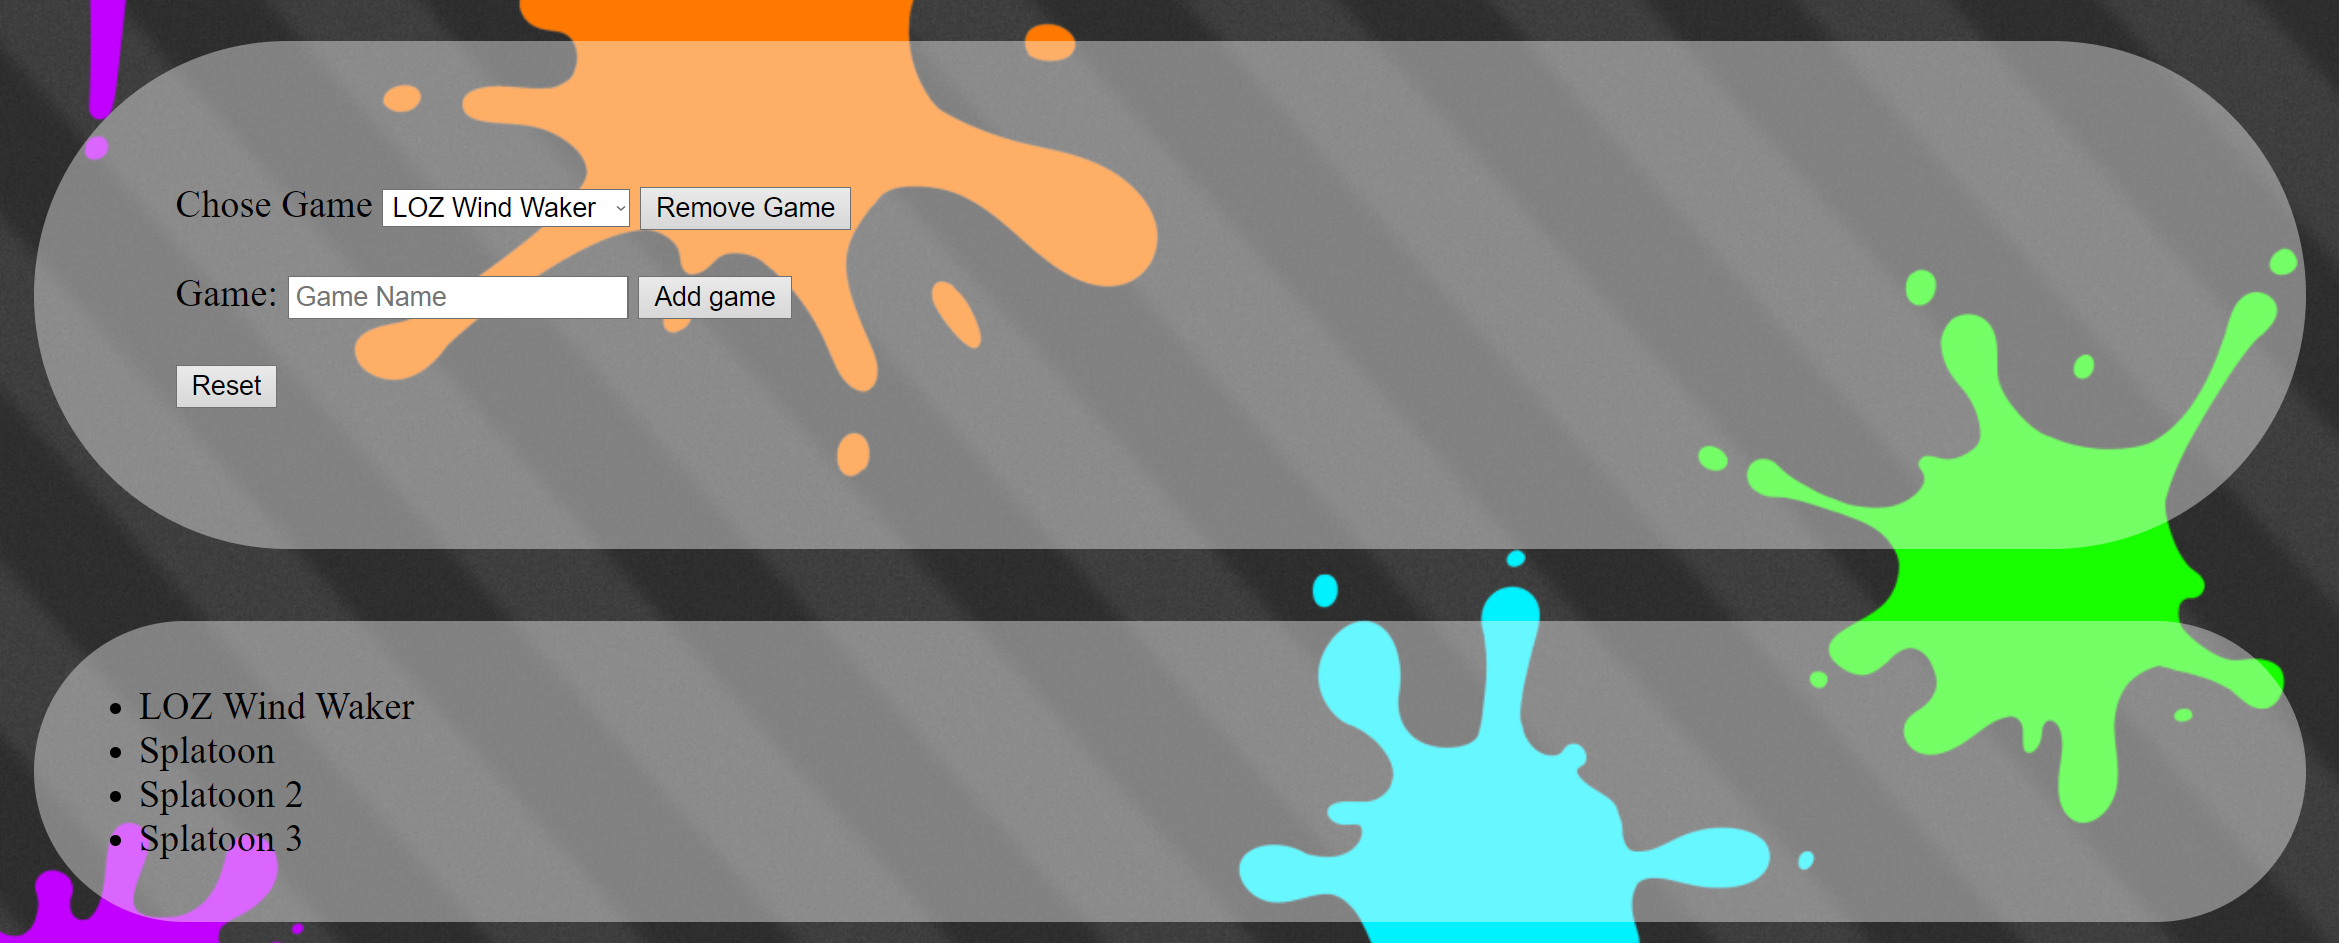 Chose Game LOZ Wind Waker Remove Game
Game: Game Name Add game
Reset
LOZ Wind Waker
Splatoon
Splatoon 2
Splatoon 3